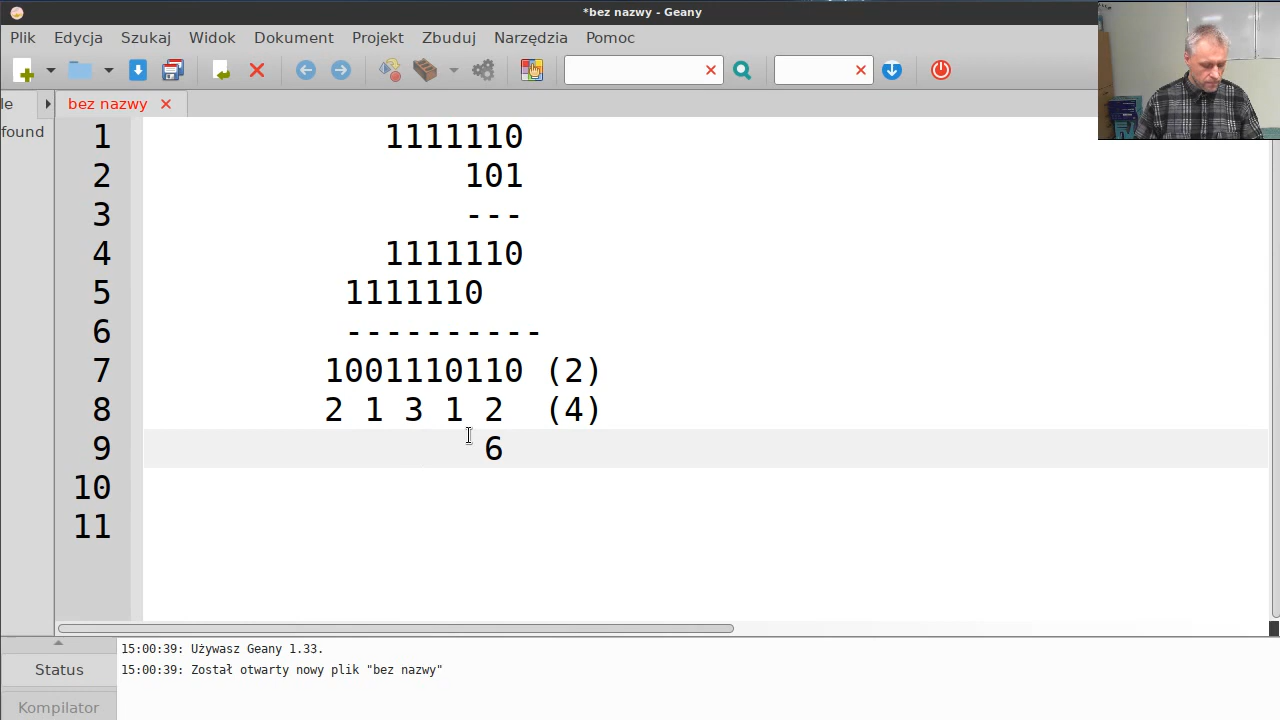 *bez nazwy - Geany
Plik Edycja Szukaj Widok Dokument Projekt Zbuduj Narzędzia Pomoc
le bez nazwy
found
1 1111110
2 101
3 ---
4 1111110
5 1111110
6 ----------
7 1001110110 (2)
8 2 1 3 1 2 (4)
9 6
10
11
Status
Kompilator
15:00:39: Używasz Geany 1.33.
15:00:39: Został otwarty nowy plik "bez nazwy"